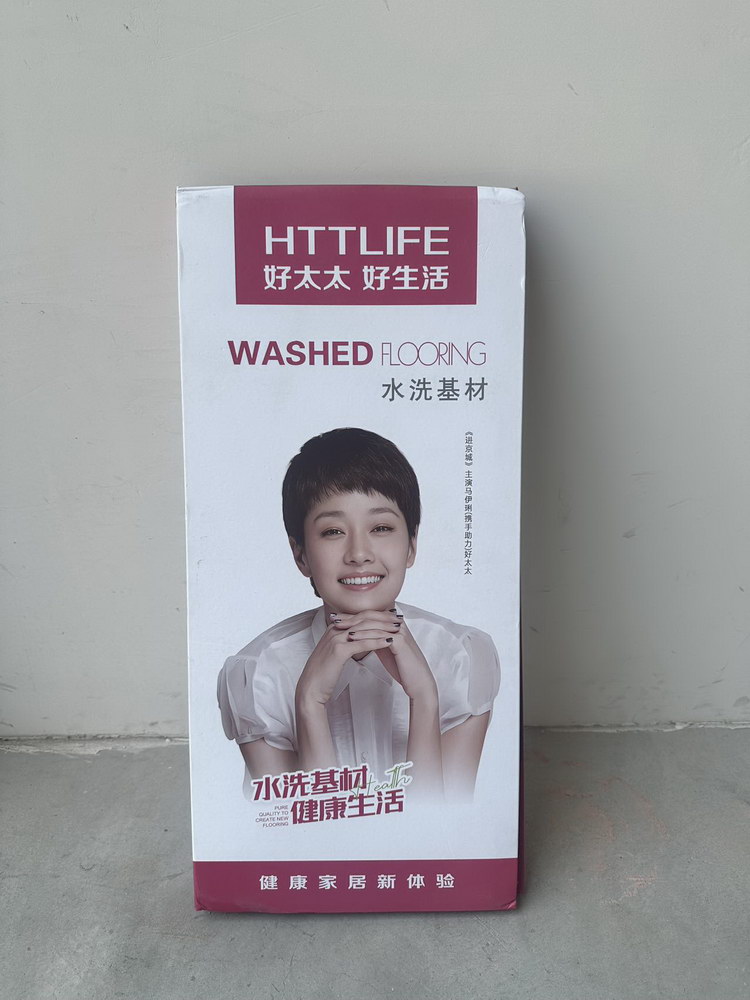 HTTLIFE
好太太 好生活
WASHED FLOORING
水洗基材
《进京城》主演马伊琍(携手助力)好太太
水洗基材
Health
PURE
QUALITY TO
CREATE NEW
FLOORING
健康生活
健康家居新体验